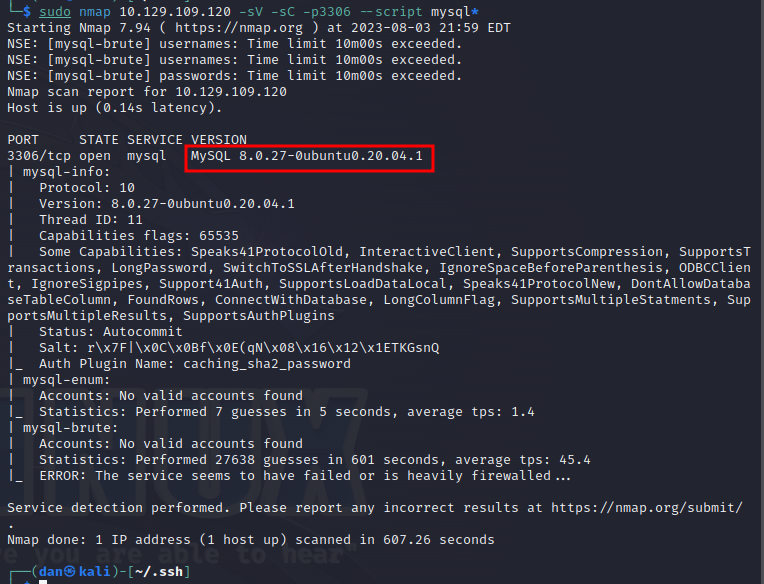 └─$ sudo nmap 10.129.109.120 -sV -sC -p3306 --script mysql*
Starting Nmap 7.94 ( https://nmap.org ) at 2023-08-03 21:59 EDT
NSE: [mysql-brute] usernames: Time limit 10m00s exceeded.
NSE: [mysql-brute] usernames: Time limit 10m00s exceeded.
NSE: [mysql-brute] passwords: Time limit 10m00s exceeded.
Nmap scan report for 10.129.109.120
Host is up (0.14s latency).

PORT     STATE SERVICE VERSION
3306/tcp open  mysql   MySQL 8.0.27-0ubuntu0.20.04.1
| mysql-info:
|   Protocol: 10
|   Version: 8.0.27-0ubuntu0.20.04.1
|   Thread ID: 11
|   Capabilities flags: 65535
|   Some Capabilities: Speaks41ProtocolOld, InteractiveClient, SupportsCompression, SupportsT
ransactions, LongPassword, SwitchToSSLAfterHandshake, IgnoreSpaceBeforeParenthesis, ODBCClien
t, IgnoreSigpipes, Support41Auth, SupportsLoadDataLocal, Speaks41ProtocolNew, DontAllowDataba
seTableColumn, FoundRows, ConnectWithDatabase, LongColumnFlag, SupportsMultipleStatments, Sup
portsMultipleResults, SupportsAuthPlugins
|   Status: Autocommit
|   Salt: r\x7F|\x0C\x0Bf\x0E(qN\x08\x16\x12\x1ETKGsnQ
|_  Auth Plugin Name: caching_sha2_password
| mysql-enum:
|   Accounts: No valid accounts found
|_  Statistics: Performed 7 guesses in 5 seconds, average tps: 1.4
| mysql-brute:
|   Accounts: No valid accounts found
|   Statistics: Performed 27638 guesses in 601 seconds, average tps: 45.4
|_  ERROR: The service seems to have failed or is heavily firewalled...

Service detection performed. Please report any incorrect results at https://nmap.org/submit/
.
Nmap done: 1 IP address (1 host up) scanned in 607.26 seconds

┌──(dan㉿kali)-[~/.ssh]